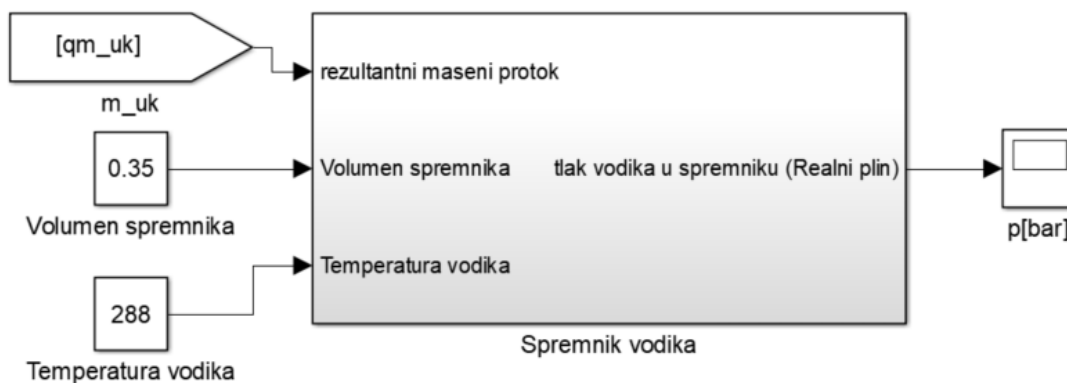 [qm_uk]
m_uk
rezultantni maseni protok
0.35
Volumen spremnika
Volumen spremnika
tlak vodika u spremniku (Realni plin)
p[bar]
Temperatura vodika
288
Temperatura vodika
Spremnik vodika